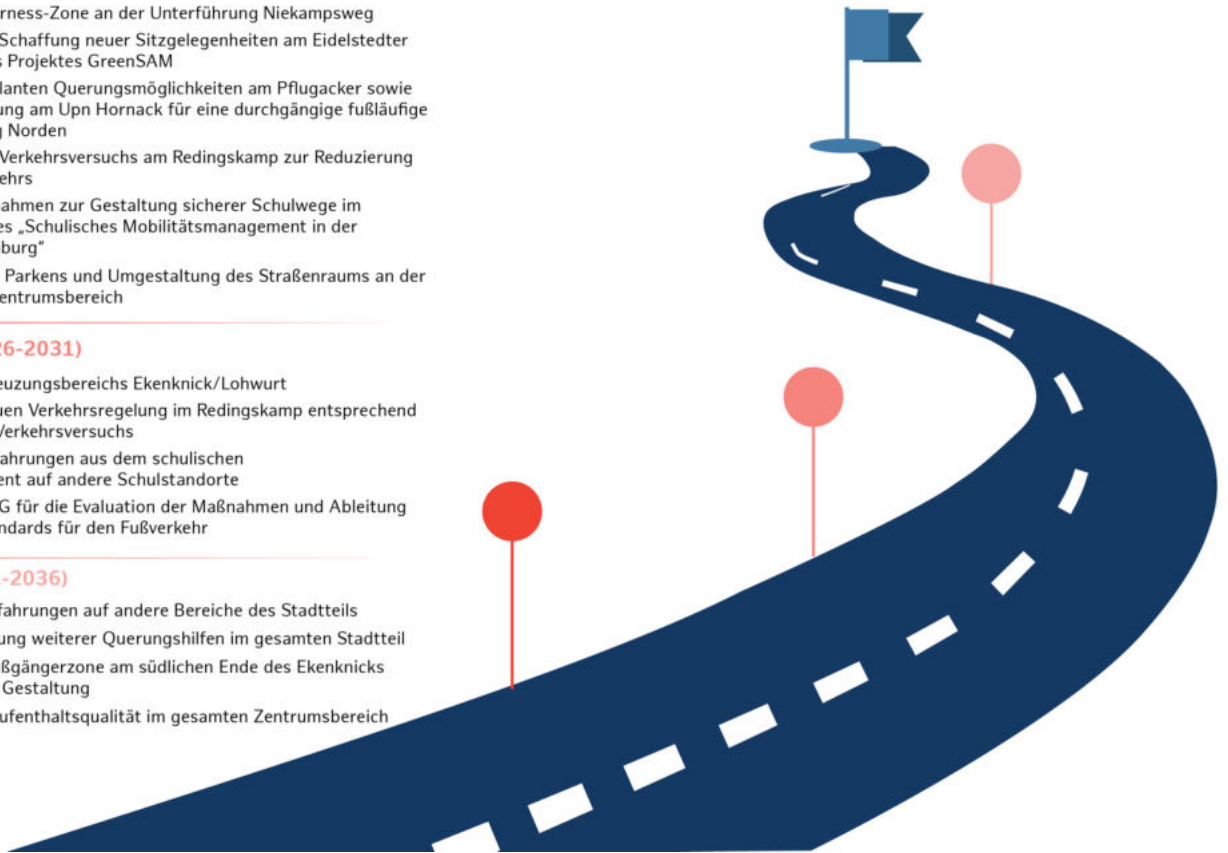 rness-Zone an der Unterführung Niekampsweg
Schaffung neuer Sitzgelegenheiten am Eidelstedter
s Projektes GreenSAM
lanten Querungsmöglichkeiten am Pflugacker sowie
ung am Upn Hornack für eine durchgängige fußläufige
g Norden
Verkehrsversuchs am Redingskamp zur Reduzierung
ehrs
ahmen zur Gestaltung sicherer Schulwege im
es „Schulisches Mobilitätsmanagement in der
burg“
Parkens und Umgestaltung des Straßenraums an der
entrumsbereich
26-2031)
euzungsbereichs Ekenknick/Lohwurt
uen Verkehrsregelung im Redingskamp entsprechend
Verkehrsversuchs
ahrungen aus dem schulischen
ent auf andere Schulstandorte
G für die Evaluation der Maßnahmen und Ableitung
ndards für den Fußverkehr
-2036)
fahrungen auf andere Bereiche des Stadtteils
ung weiterer Querungshilfen im gesamten Stadtteil
ßgängerzone am südlichen Ende des Ekenknicks
Gestaltung
ufenthaltsqualität im gesamten Zentrumsbereich